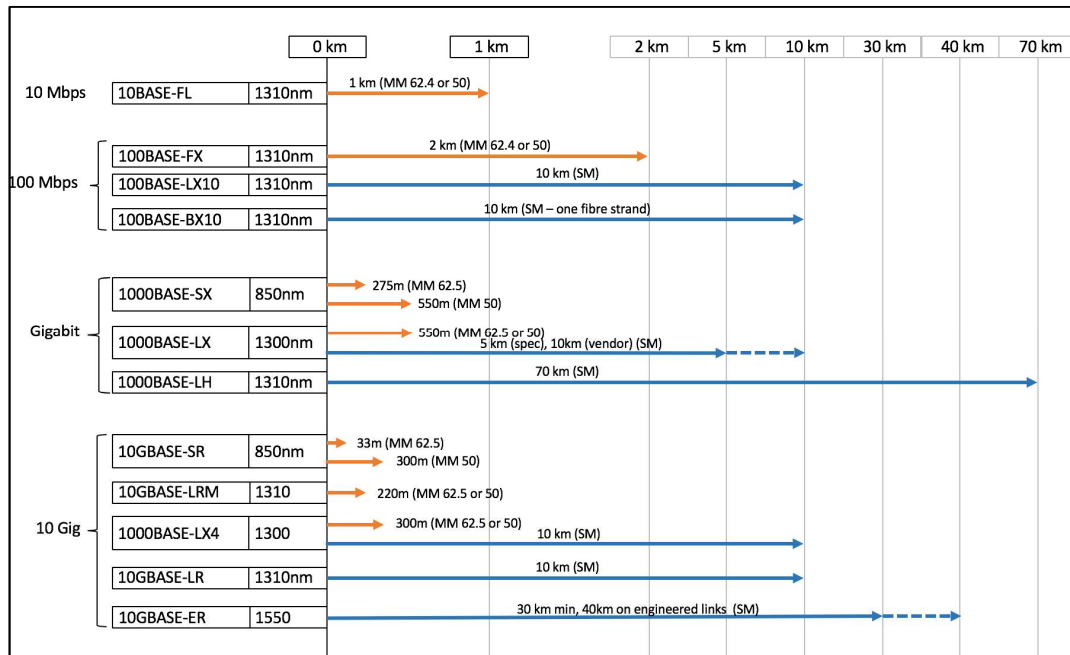 0 km 1 km 2 km 5 km 10 km 30 km 40 km 70 km
10 Mbps
10BASE-FL 1310nm 1 km (MM 62.4 or 50)
100 Mbps
100BASE-FX 1310nm 2 km (MM 62.4 or 50)
100BASE-LX10 1310nm 10 km (SM)
100BASE-BX10 1310nm 10 km (SM – one fibre strand)
Gigabit
1000BASE-SX 850nm 275m (MM 62.5)
550m (MM 50)
1000BASE-LX 1300nm 550m (MM 62.5 or 50)
5 km (spec), 10km (vendor) (SM)
1000BASE-LH 1310nm 70 km (SM)
10 Gig
10GBASE-SR 850nm 33m (MM 62.5)
300m (MM 50)
10GBASE-LRM 1310 220m (MM 62.5 or 50)
1000BASE-LX4 1300 300m (MM 62.5 or 50)
10 km (SM)
10GBASE-LR 1310nm 10 km (SM)
10GBASE-ER 1550 30 km min, 40km on engineered links (SM)